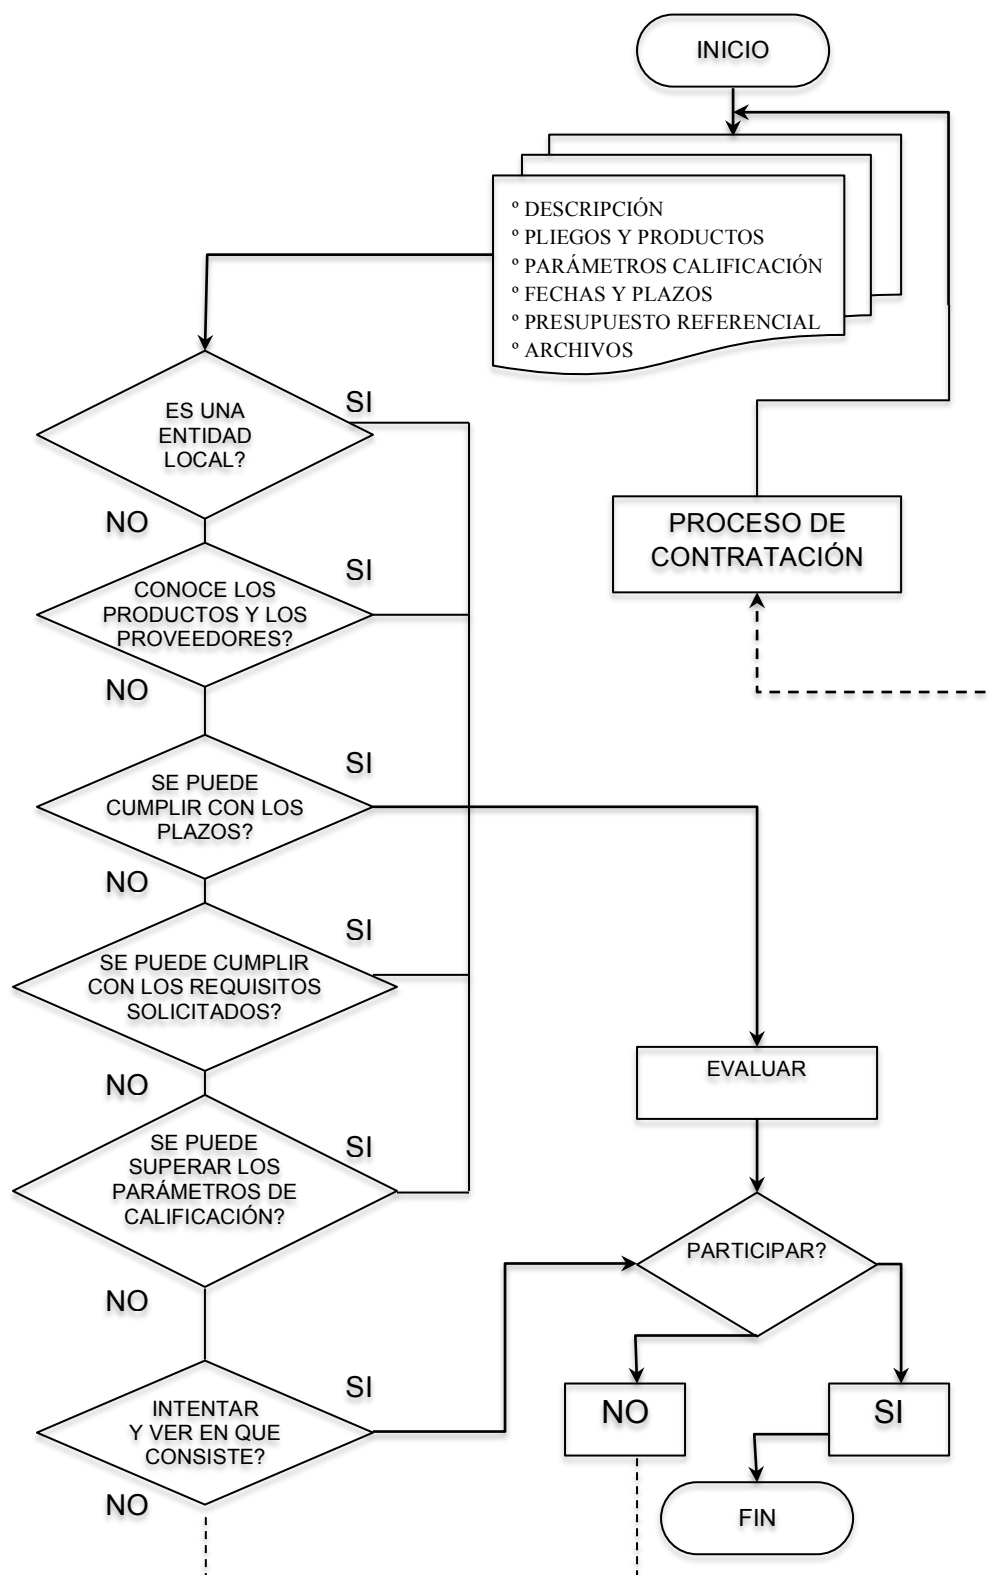 INICIO
º DESCRIPCIÓN
º PLIEGOS Y PRODUCTOS
º PARÁMETROS CALIFICACIÓN
º FECHAS Y PLAZOS
º PRESUPUESTO REFERENCIAL
º ARCHIVOS
ES UNA
ENTIDAD
LOCAL?
SI
NO
PROCESO DE
CONTRATACIÓN
CONOCE LOS
PRODUCTOS Y LOS
PROVEEDORES?
SI
NO
SE PUEDE
CUMPLIR CON LOS
PLAZOS?
SI
NO
SE PUEDE CUMPLIR
CON LOS REQUISITOS
SOLICITADOS?
SI
NO
EVALUAR
SE PUEDE
SUPERAR LOS
PARÁMETROS DE
CALIFICACIÓN?
SI
NO
PARTICIPAR?
INTENTAR
Y VER EN QUE
CONSISTE?
SI
NO
NO
SI
FIN